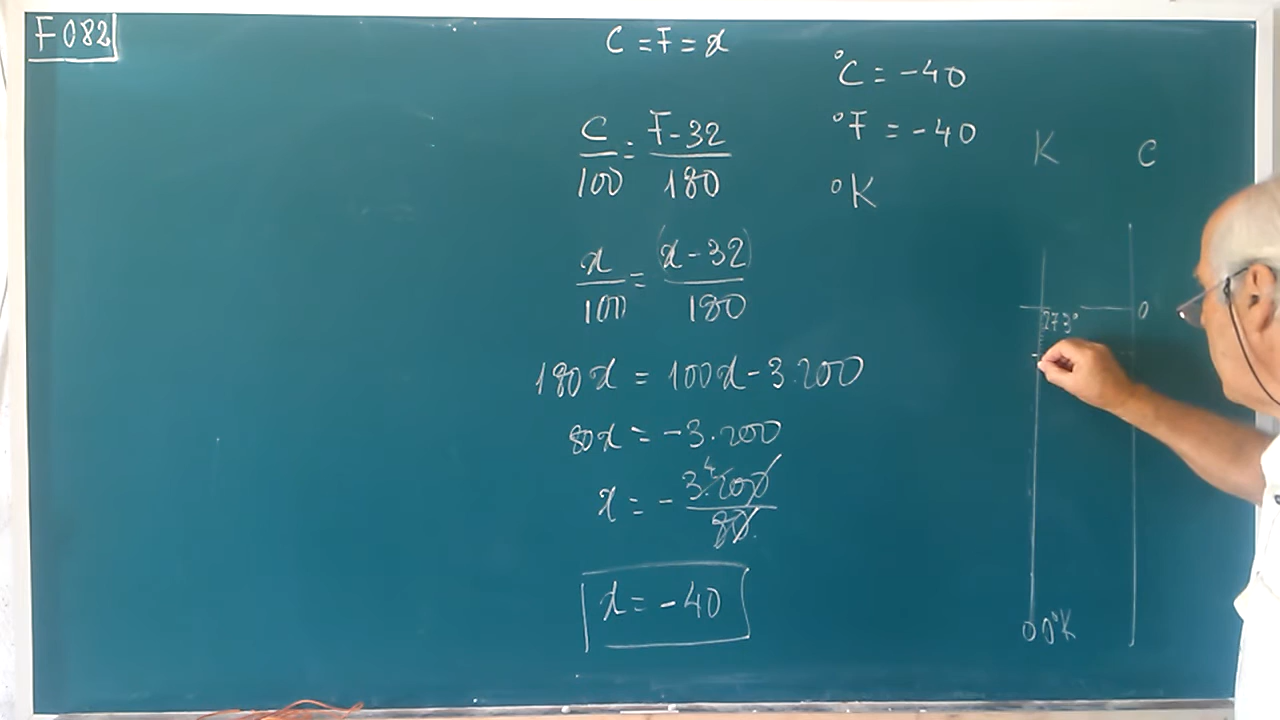 F082
C = F = x
C/100 = F-32/180
x/100 = (x-32)/180
180x = 100x - 3.200
80x = -3.200
x = - 3.200/80
4
x = -40
°C = -40
°F = -40
°K
K C
273° 0
0 0°K